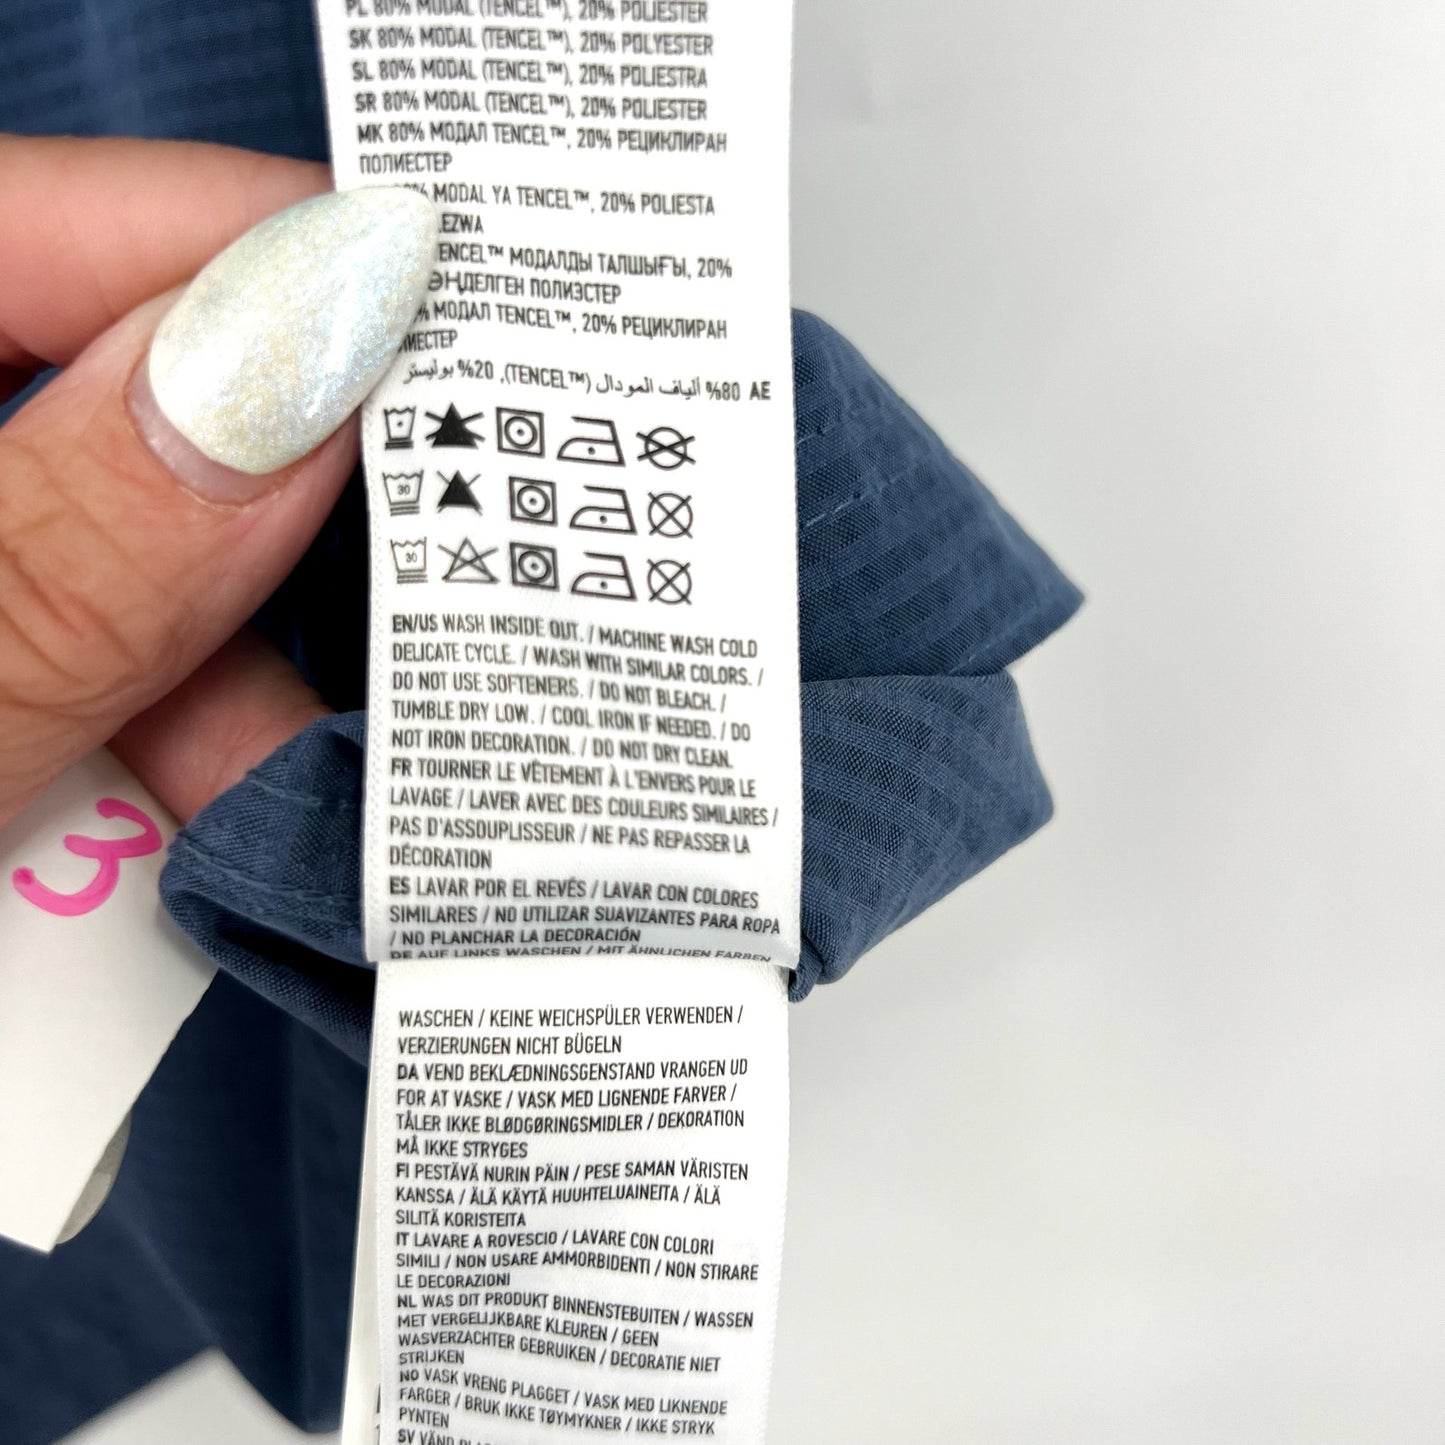 PL 80% MODAL (TENCEL™), 20% POLIESTER
SK 80% MODAL (TENCEL™), 20% POLYESTER
SL 80% MODAL (TENCEL™), 20% POLIESTRA
SR 80% MODAL (TENCEL™), 20% POLIESTER
MK 80% МОДАЛ TENCEL™, 20% РЕЦИКЛИРАН
ПОЛИЕСТЕР
MODAL YA TENCEL™, 20% POLIESTA
МОДАЛДЫ ТАЛШЫҒЫ, 20%
ӨҢДЕЛГЕН ПОЛИЭСТЕР
МОДАЛ TENCEL™, 20% РЕЦИКЛИРАН
AE 80% ألياف المودال (TENCEL™), 20% بوليستر
30
30
EN/US WASH INSIDE OUT. / MACHINE WASH COLD
DELICATE CYCLE. / WASH WITH SIMILAR COLORS. /
DO NOT USE SOFTENERS. / DO NOT BLEACH. /
TUMBLE DRY LOW. / COOL IRON IF NEEDED. / DO
NOT IRON DECORATION. / DO NOT DRY CLEAN.
FR TOURNER LE VÊTEMENT À L'ENVERS POUR LE
LAVAGE / LAVER AVEC DES COULEURS SIMILAIRES /
PAS D'ASSOUPLISSEUR / NE PAS REPASSER LA
DÉCORATION
ES LAVAR POR EL REVÉS / LAVAR CON COLORES
SIMILARES / NO UTILIZAR SUAVIZANTES PARA ROPA
/ NO PLANCHAR LA DECORACIÓN
DE AUF LINKS WASCHEN / MIT ÄHNLICHEN FARBEN
WASCHEN / KEINE WEICHSPÜLER VERWENDEN /
VERZIERUNGEN NICHT BÜGELN
DA VEND BEKLÆDNINGSGENSTAND VRANGEN UD
FOR AT VASKE / VASK MED LIGNENDE FARVER /
TÅLER IKKE BLØDGØRINGSMIDLER / DEKORATION
MÅ IKKE STRYGES
FI PESTÄVÄ NURIN PÄIN / PESE SAMAN VÄRISTEN
KANSSA / ÄLÄ KÄYTÄ HUUHTELUAINEITA / ÄLÄ
SILITÄ KORISTEITA
IT LAVARE A ROVESCIO / LAVARE CON COLORI
SIMILI / NON USARE AMMORBIDENTI / NON STIRARE
LE DECORAZIONI
NL WAS DIT PRODUKT BINNENSTEBUITEN / WASSEN
MET VERGELIJKBARE KLEUREN / GEEN
WASVERZACHTER GEBRUIKEN / DECORATIE NIET
STRIJKEN
NO VASK VRENG PLAGGET / VASK MED LIKNENDE
FARGER / BRUK IKKE TØYMYKNER / IKKE STRYK
PYNTEN
SV VÄND